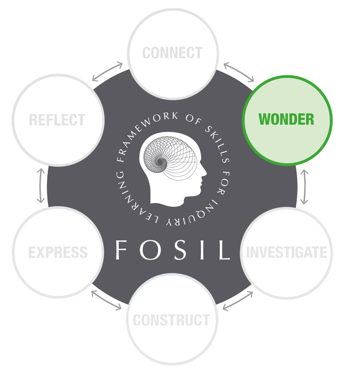 CONNECT
WONDER
INVESTIGATE
CONSTRUCT
EXPRESS
REFLECT
FRAMEWORK OF SKILLS FOR INQUIRY LEARNING
FOSIL